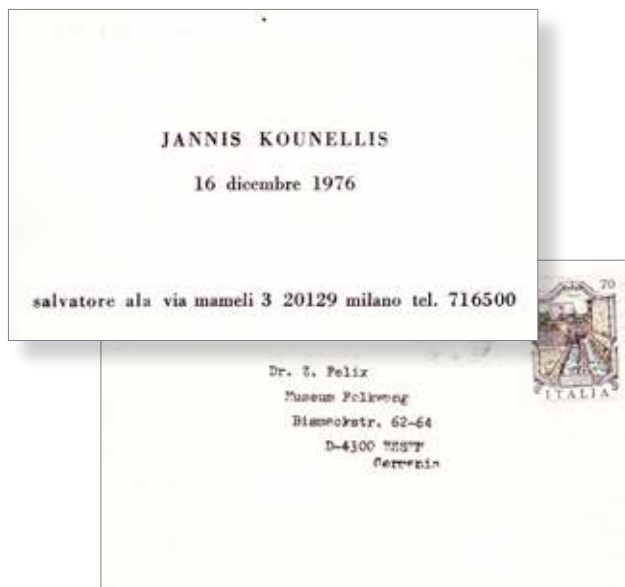 JANNIS KOUNELLIS
16 dicembre 1976
salvatore ala via mameli 3 20129 milano tel. 716500
70
ITALIA
Dr. Z. Felix
Museum Folkwang
Bismarckstr. 62-64
D-4300
Germania